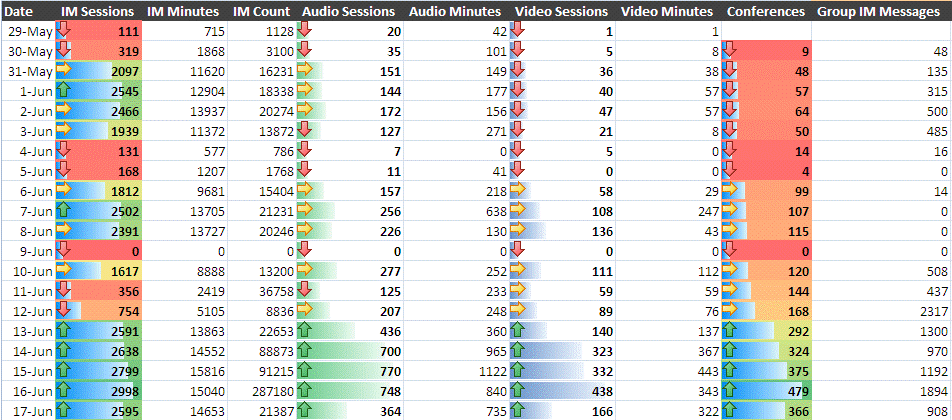 Date IM Sessions IM Minutes IM Count Audio Sessions Audio Minutes Video Sessions Video Minutes Conferences Group IM Messages
29-May 111 715 1128 20 42 1 1
30-May 319 1868 3100 35 101 5 8 9 48
31-May 2097 11620 16231 151 149 36 38 48 135
1-Jun 2545 12904 18338 144 177 40 57 57 315
2-Jun 2466 13937 20274 172 156 47 57 64 500
3-Jun 1939 11372 13872 127 271 21 8 50 485
4-Jun 131 577 786 7 0 5 0 14 16
5-Jun 168 1207 1768 11 41 0 0 4 0
6-Jun 1812 9681 15404 157 218 58 29 99 14
7-Jun 2502 13705 21231 256 638 108 247 107 0
8-Jun 2391 13727 20246 226 130 136 43 115 0
9-Jun 0 0 0 0 0 0 0 0 0
10-Jun 1617 8888 13200 277 252 111 112 120 508
11-Jun 356 2419 36758 125 233 59 59 144 437
12-Jun 754 5105 8836 207 248 89 76 168 2317
13-Jun 2591 13863 22653 436 360 140 137 292 1300
14-Jun 2638 14552 88873 700 965 323 367 324 970
15-Jun 2799 15816 91215 770 1122 332 443 375 1192
16-Jun 2998 15040 287180 748 840 438 343 479 1894
17-Jun 2595 14653 21387 364 735 166 322 366 908